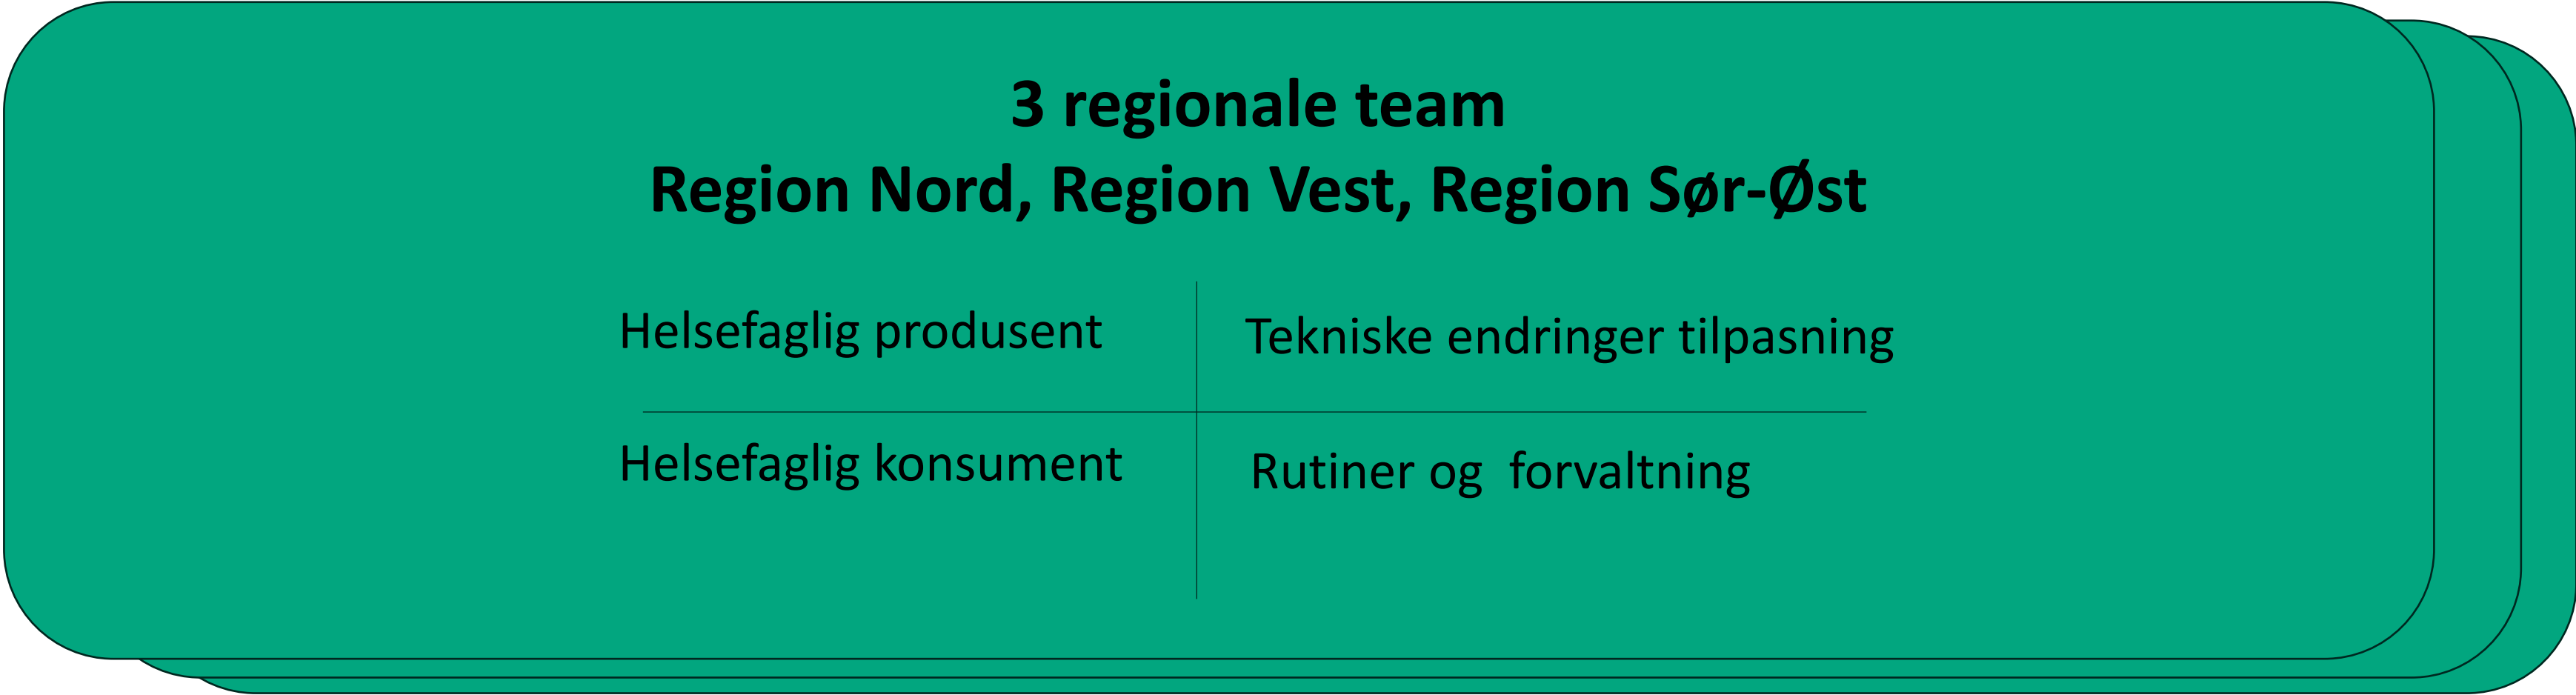 3 regionale team
Region Nord, Region Vest, Region Sør-Øst
Helsefaglig produsent
Tekniske endringer tilpasning
Helsefaglig konsument
Rutiner og  forvaltning